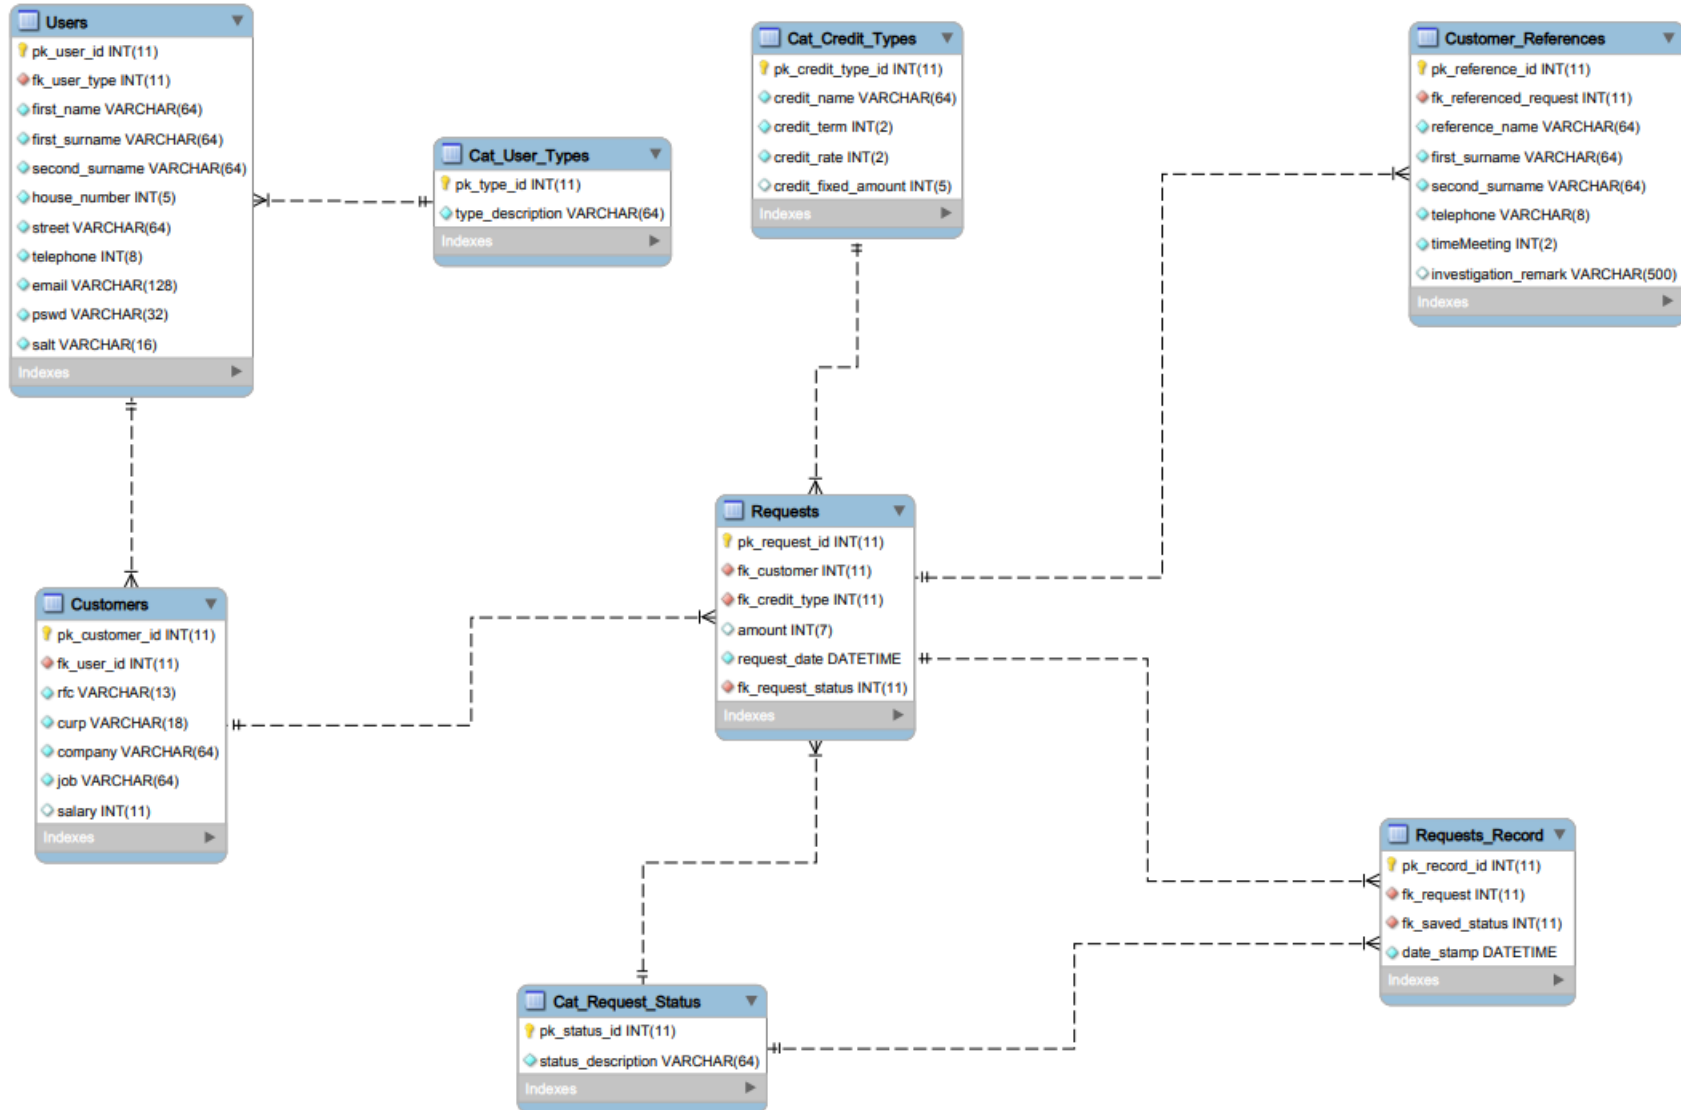 Users
pk_user_id INT(11)
fk_user_type INT(11)
first_name VARCHAR(64)
first_surname VARCHAR(64)
second_surname VARCHAR(64)
house_number INT(5)
street VARCHAR(64)
telephone INT(8)
email VARCHAR(128)
pswd VARCHAR(32)
salt VARCHAR(16)
Indexes
Cat_User_Types
pk_type_id INT(11)
type_description VARCHAR(64)
Indexes
Cat_Credit_Types
pk_credit_type_id INT(11)
credit_name VARCHAR(64)
credit_term INT(2)
credit_rate INT(2)
credit_fixed_amount INT(5)
Indexes
Customer_References
pk_reference_id INT(11)
fk_referenced_request INT(11)
reference_name VARCHAR(64)
first_surname VARCHAR(64)
second_surname VARCHAR(64)
telephone VARCHAR(8)
timeMeeting INT(2)
investigation_remark VARCHAR(500)
Indexes
Customers
pk_customer_id INT(11)
fk_user_id INT(11)
rfc VARCHAR(13)
curp VARCHAR(18)
company VARCHAR(64)
job VARCHAR(64)
salary INT(11)
Indexes
Requests
pk_request_id INT(11)
fk_customer INT(11)
fk_credit_type INT(11)
amount INT(7)
request_date DATETIME
fk_request_status INT(11)
Indexes
Requests_Record
pk_record_id INT(11)
fk_request INT(11)
fk_saved_status INT(11)
date_stamp DATETIME
Indexes
Cat_Request_Status
pk_status_id INT(11)
status_description VARCHAR(64)
Indexes